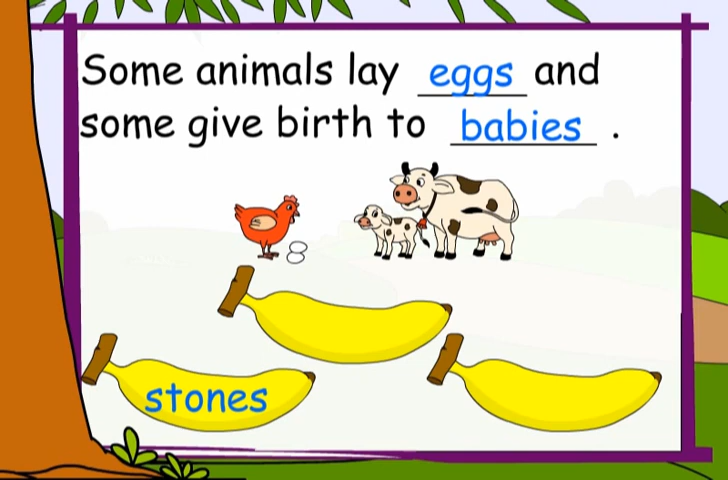 Some animals lay eggs and
some give birth to babies .
stones